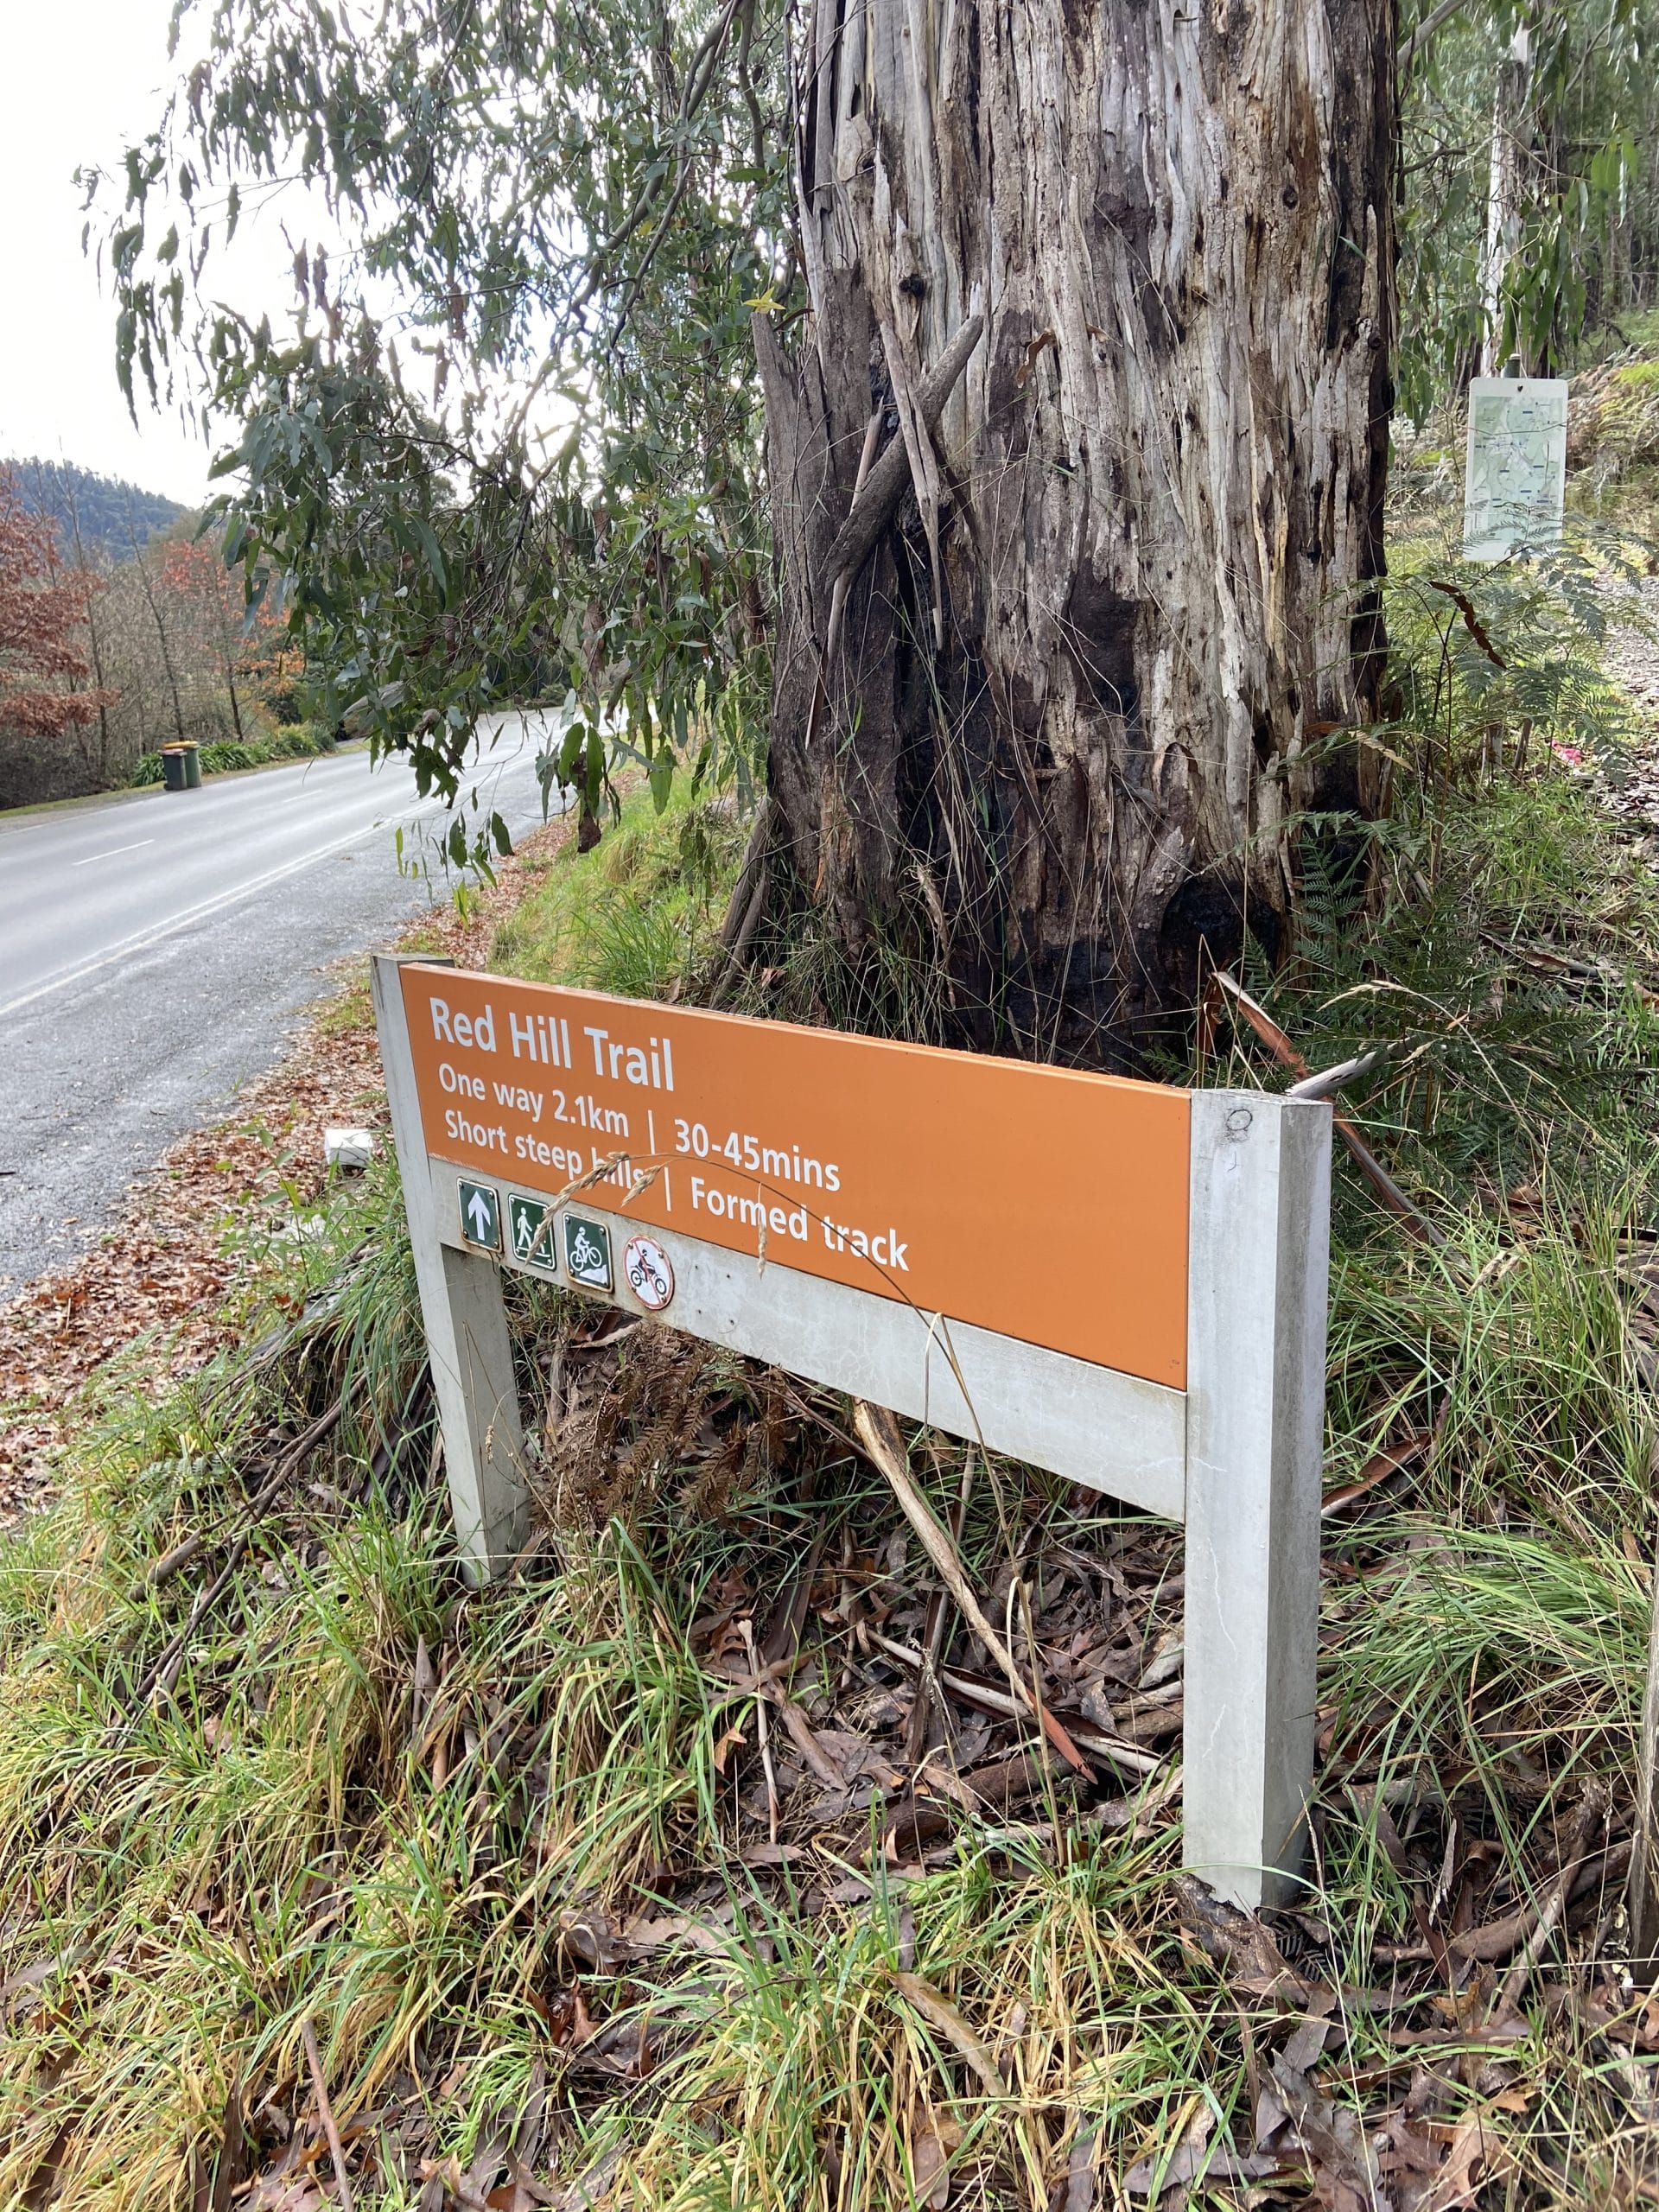 Red Hill Trail
One way 2.1km | 30-45mins
Short steep hills | Formed track